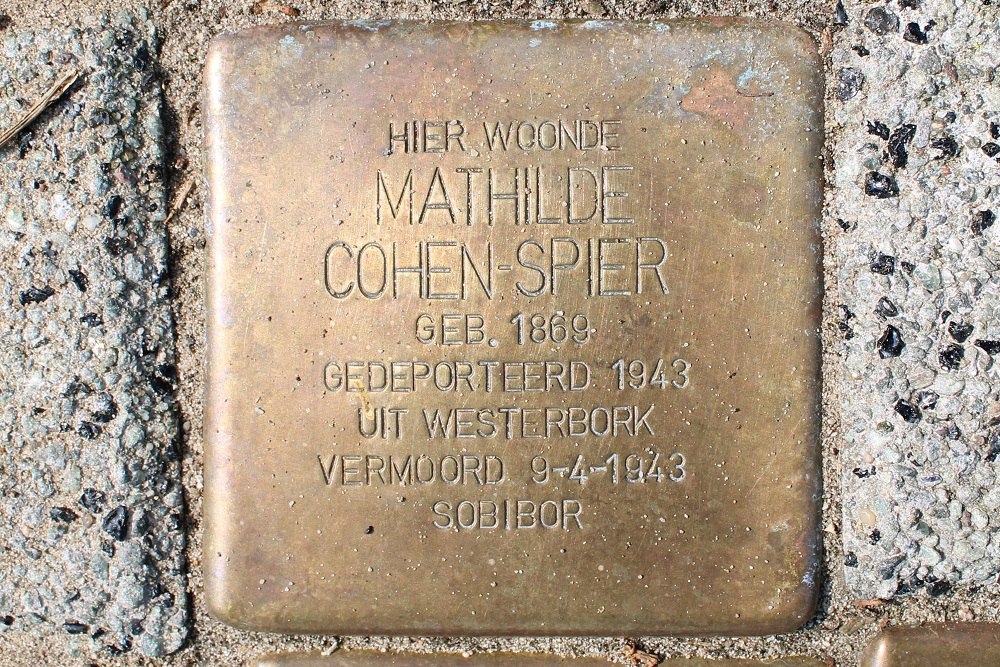 HIER WOONDE
MATHILDE
COHEN-SPIER
GEB. 1869
GEDEPORTEERD 1943
UIT WESTERBORK
VERMOORD 9-4-1943
SOBIBOR